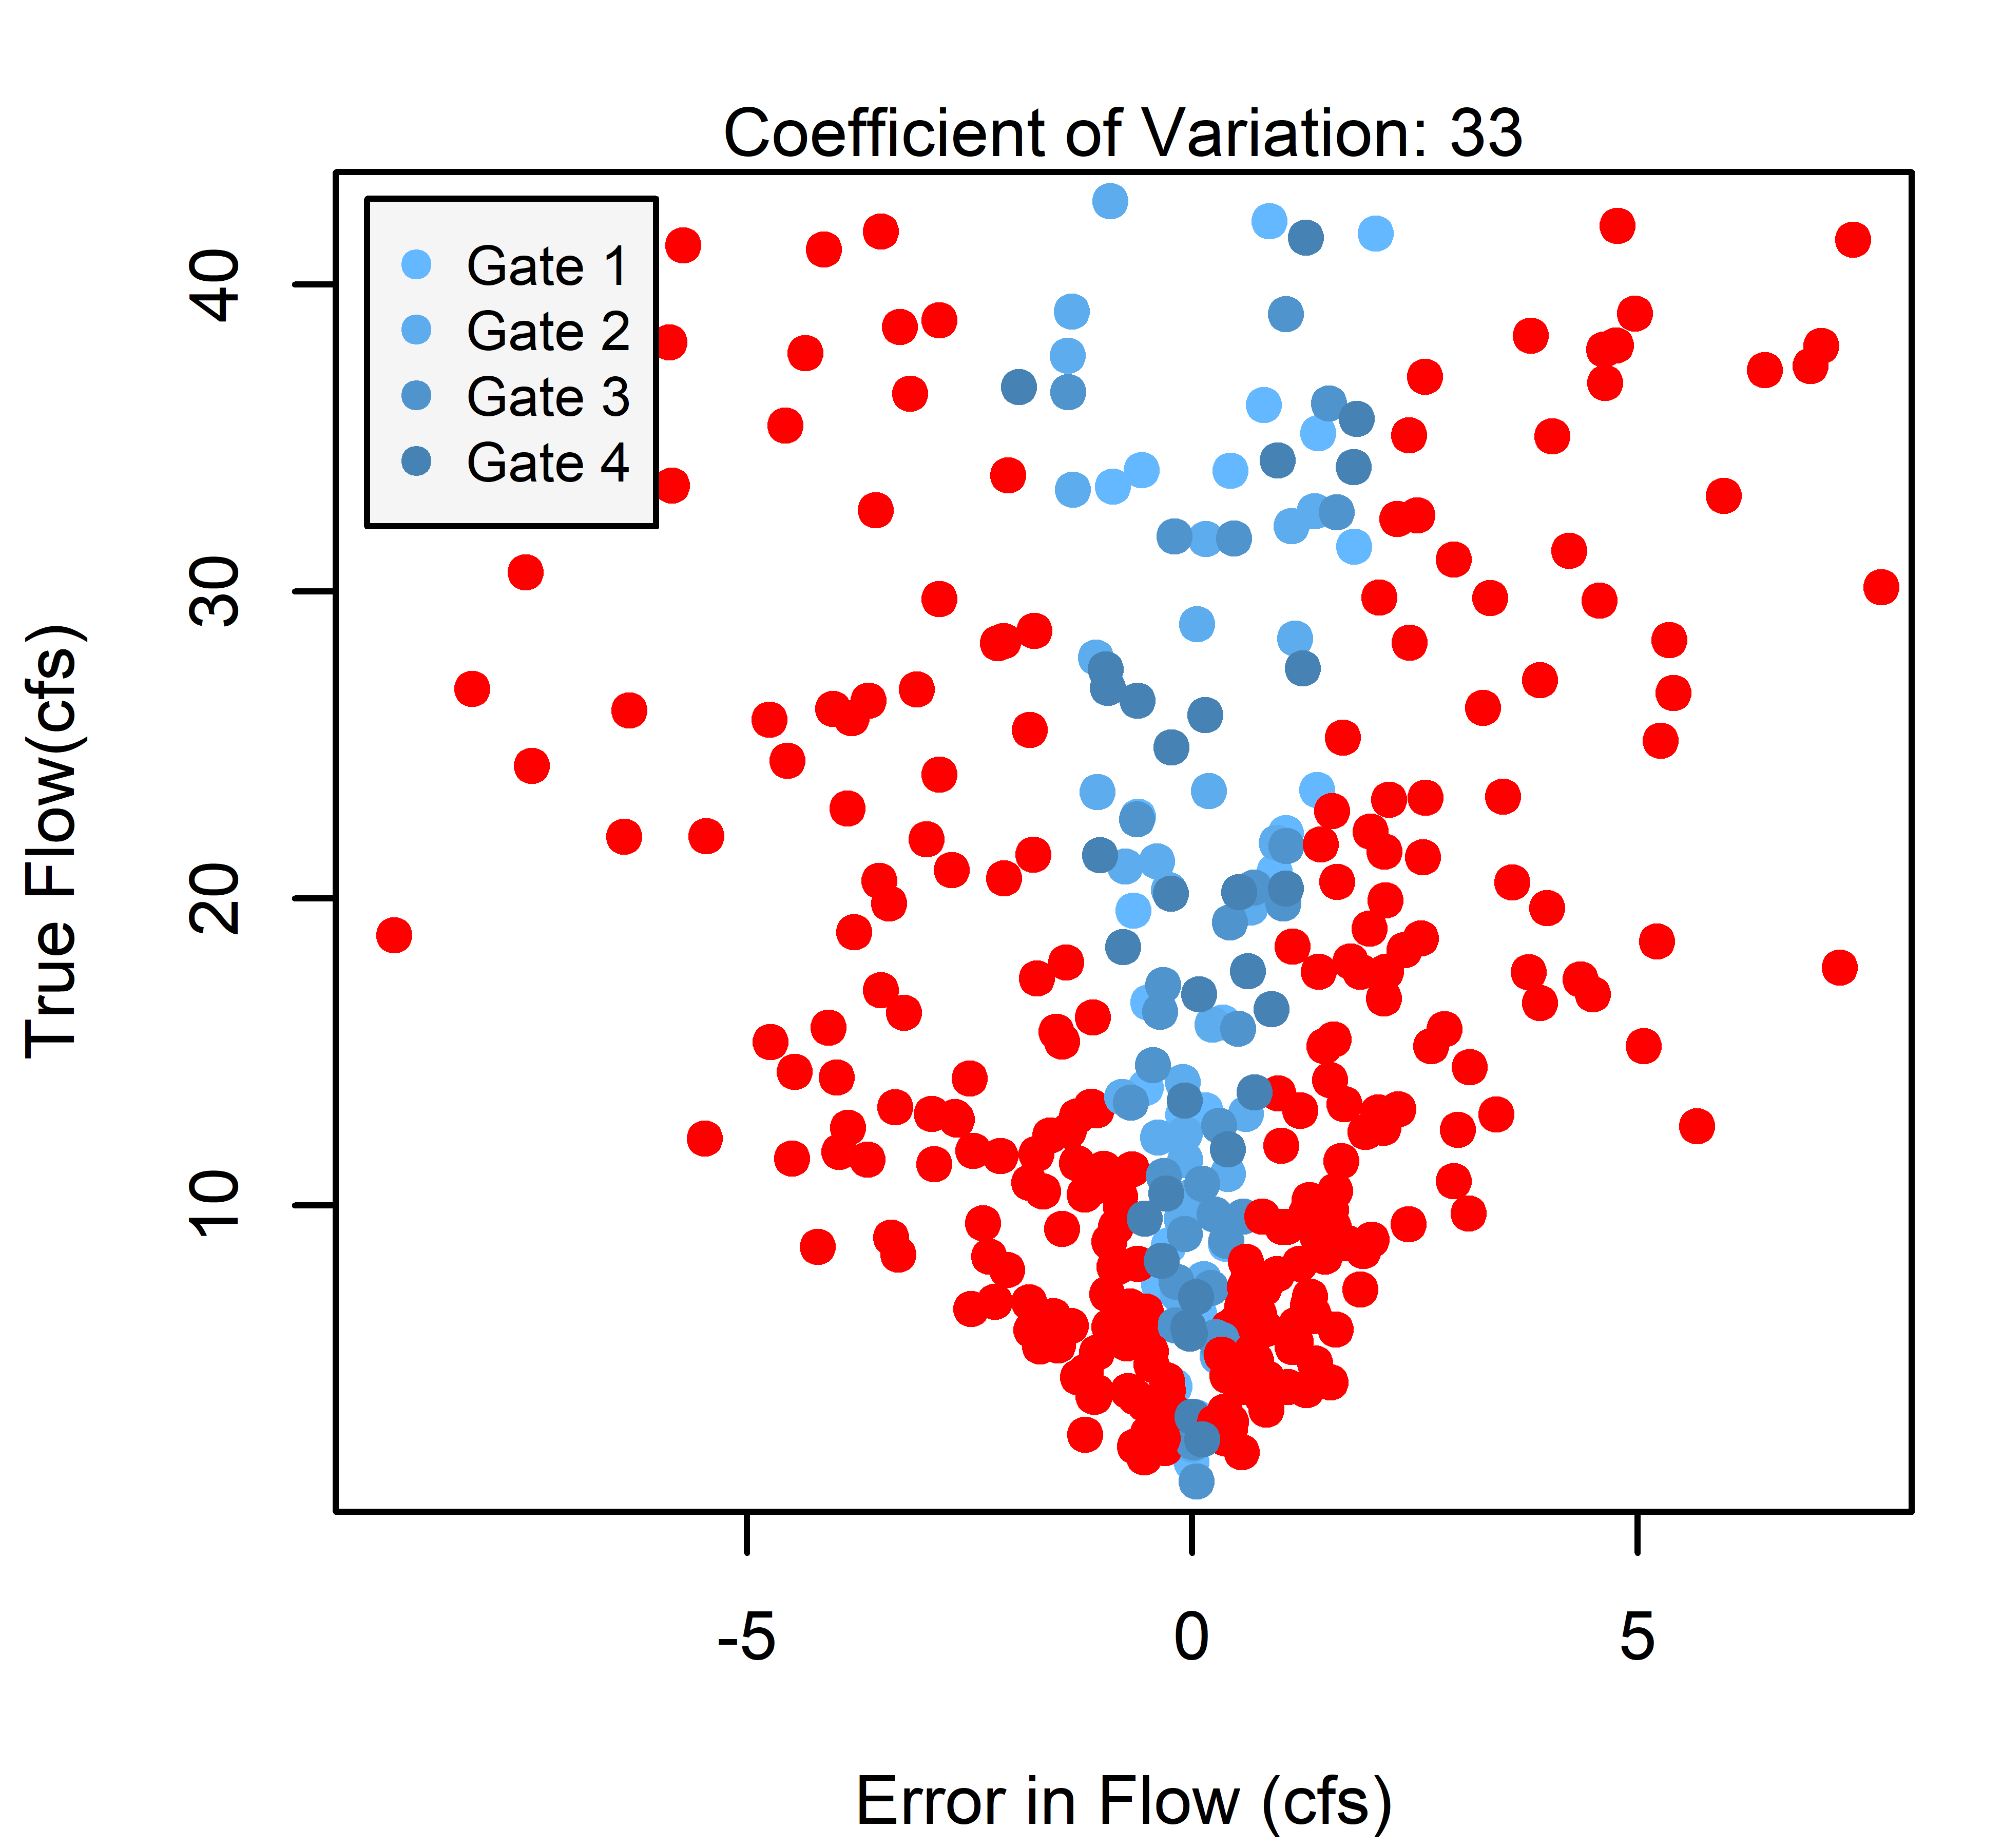 Coefficient of Variation: 33
Gate 1
Gate 2
Gate 3
Gate 4
True Flow(cfs)
40
30
20
10
-5 0 5
Error in Flow (cfs)